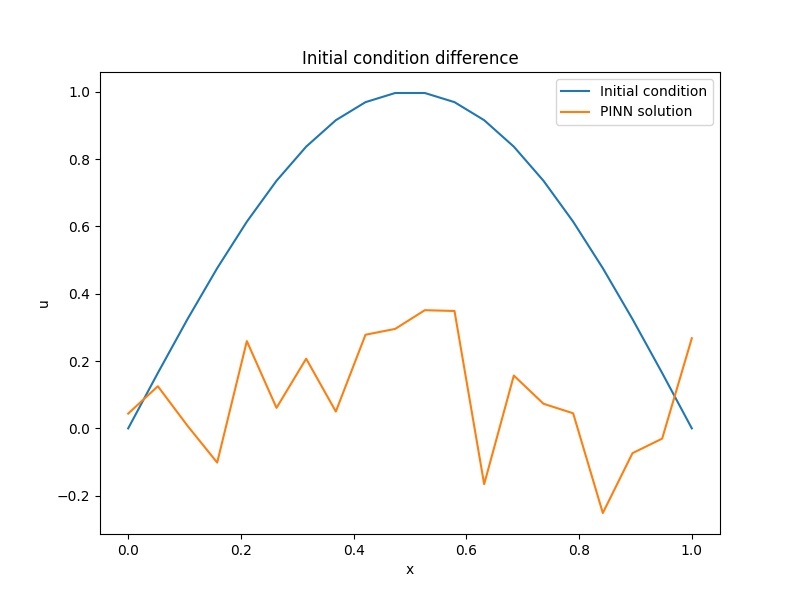 Initial condition difference
Initial condition
PINN solution
1.0
0.8
0.6
0.4
0.2
0.0
−0.2
u
0.0 0.2 0.4 0.6 0.8 1.0
x